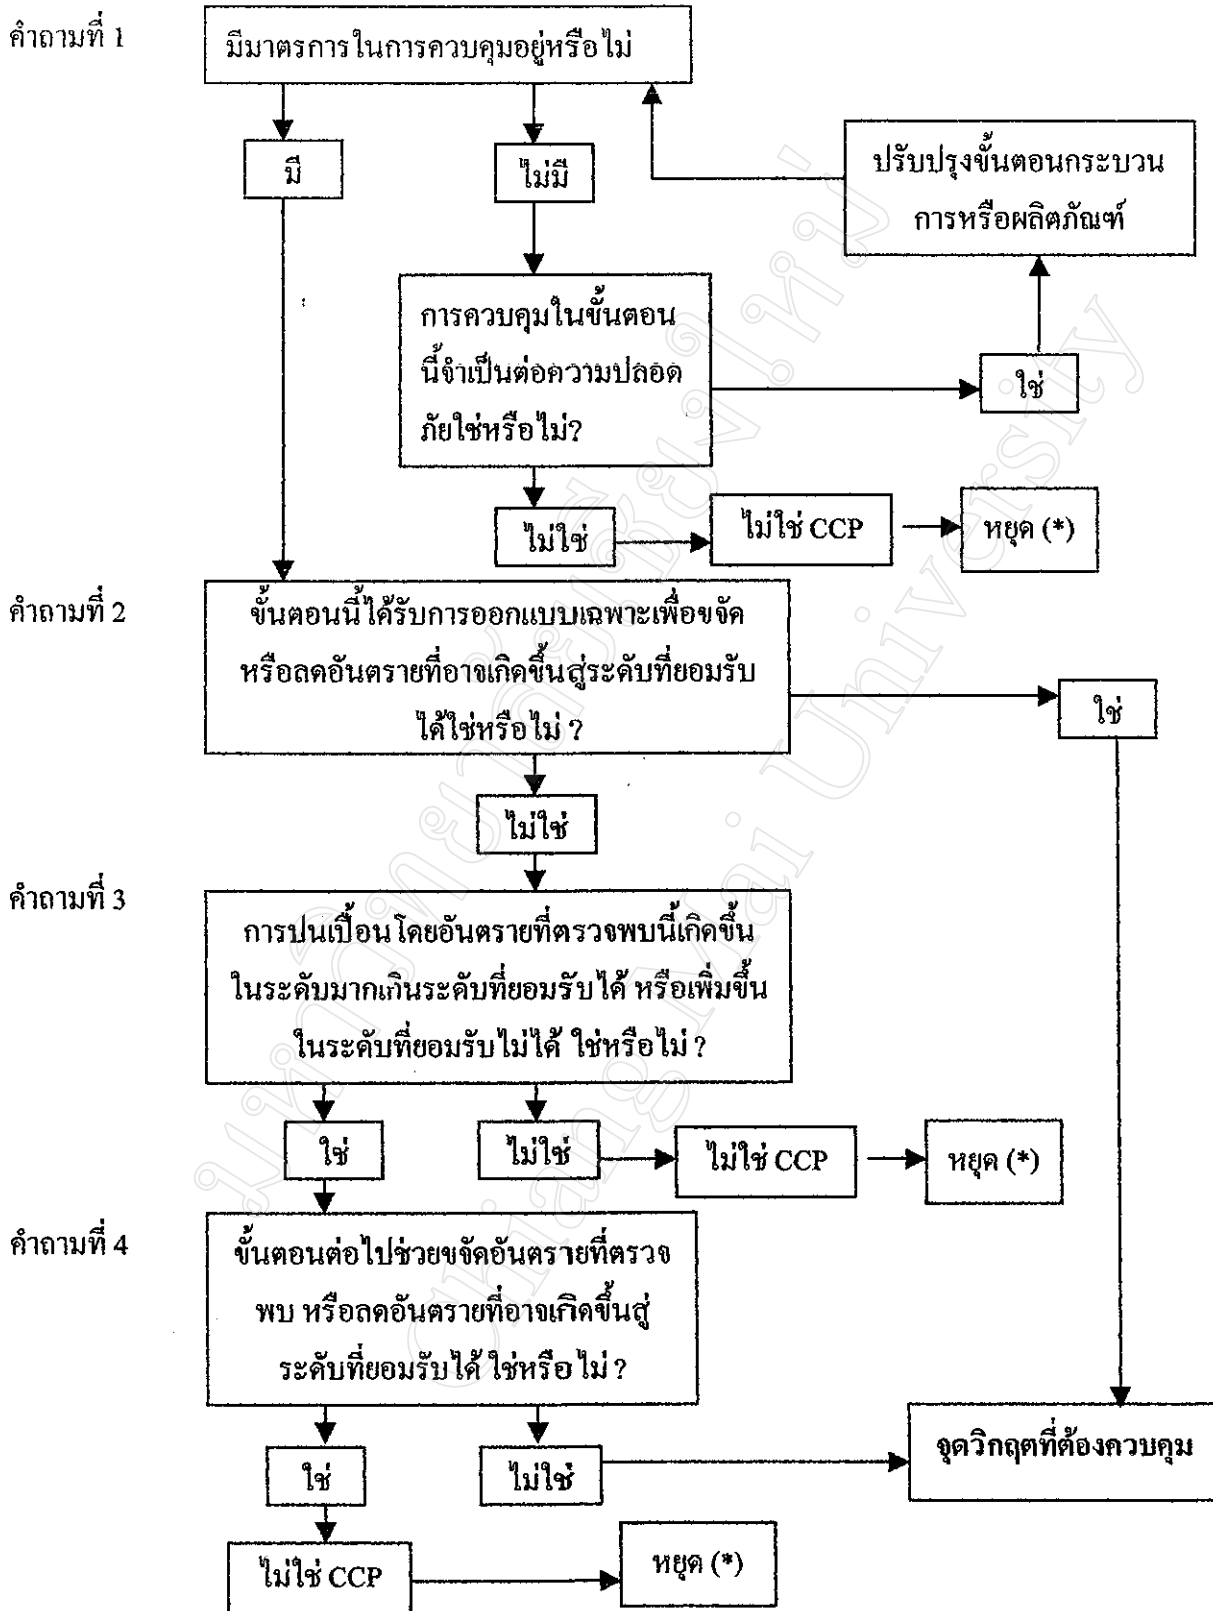 คำถามที่ 1
มีมาตรการในการควบคุมอยู่หรือไม่
มี
ไม่มี
ปรับปรุงขั้นตอนกระบวน
การหรือผลิตภัณฑ์
การควบคุมในขั้นตอน
นี้จำเป็นต่อความปลอด
ภัยใช่หรือไม่?
ใช่
ไม่ใช่
ไม่ใช่ CCP
หยุด (*)
คำถามที่ 2
ขั้นตอนนี้ได้รับการออกแบบเฉพาะเพื่อขจัด
หรือลดอันตรายที่อาจเกิดขึ้นสู่ระดับที่ยอมรับ
ได้ใช่หรือไม่ ?
ใช่
ไม่ใช่
คำถามที่ 3
การปนเปื้อนโดยอันตรายที่ตรวจพบนี้เกิดขึ้น
ในระดับมากเกินระดับที่ยอมรับได้ หรือเพิ่มขึ้น
ในระดับที่ยอมรับไม่ได้ ใช่หรือไม่ ?
ใช่
ไม่ใช่
ไม่ใช่ CCP
หยุด (*)
คำถามที่ 4
ขั้นตอนต่อไปช่วยขจัดอันตรายที่ตรวจ
พบ หรือลดอันตรายที่อาจเกิดขึ้นสู่
ระดับที่ยอมรับได้ ใช่หรือไม่ ?
ใช่
ไม่ใช่
จุดวิกฤตที่ต้องควบคุม
ไม่ใช่ CCP
หยุด (*)
มหาวิทยาลัยเชียงใหม่
Chiang Mai University